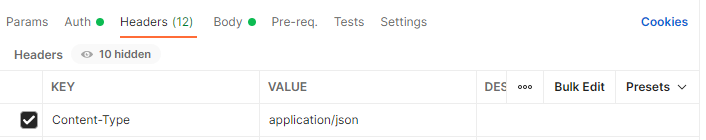 Params Auth Headers (12) Body Pre-req. Tests Settings Cookies
Headers 10 hidden
KEY VALUE DES Bulk Edit Presets
Content-Type application/json